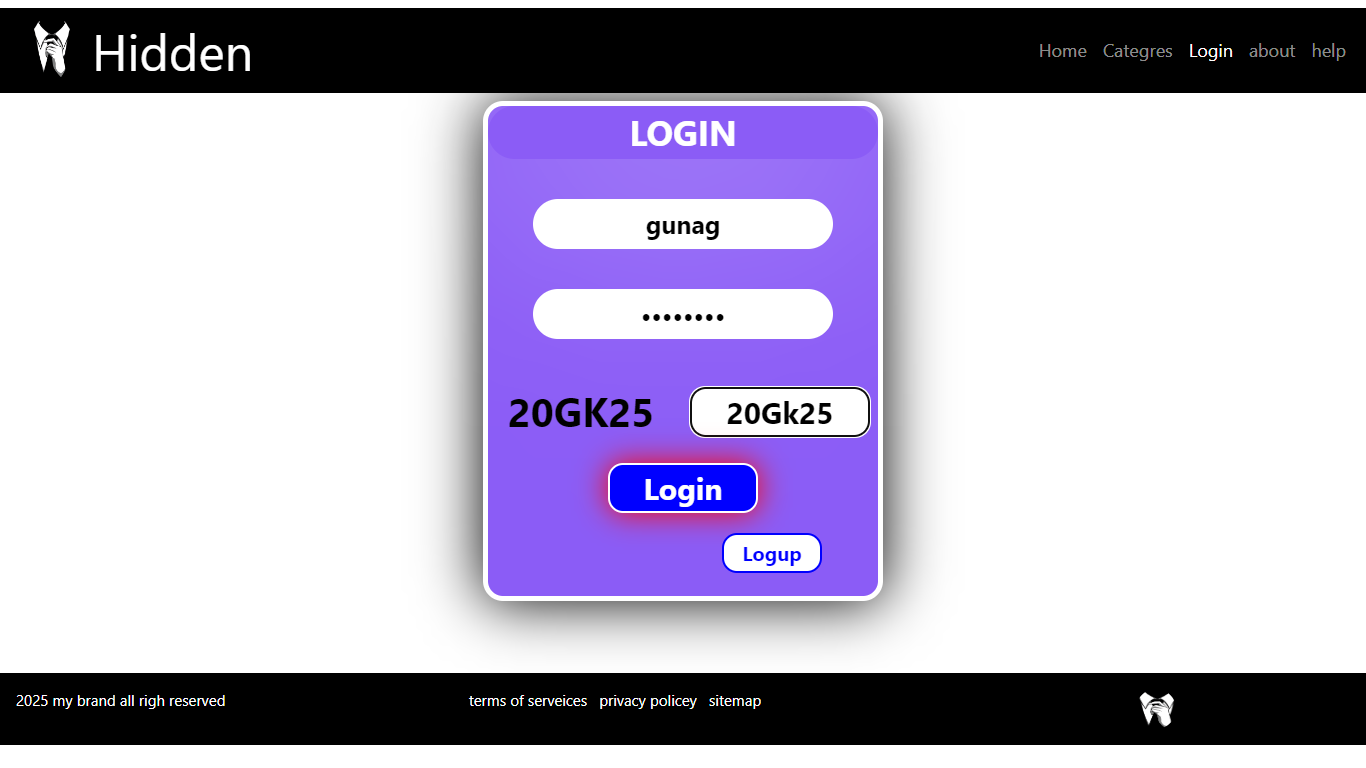 Hidden
Home Categres Login about help
LOGIN
gunag
••••••••
20GK25 20Gk25
Login
Logup
2025 my brand all righ reserved terms of serveices privacy policey sitemap